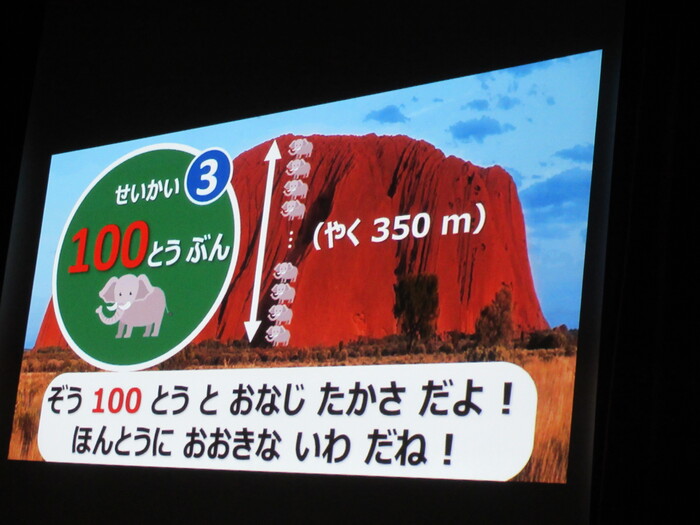 せいかい 3
100とう ぶん
(やく 350 m)
ぞう 100 とう と おなじ たかさ だよ!
ほんとうに おおきな いわ だね!